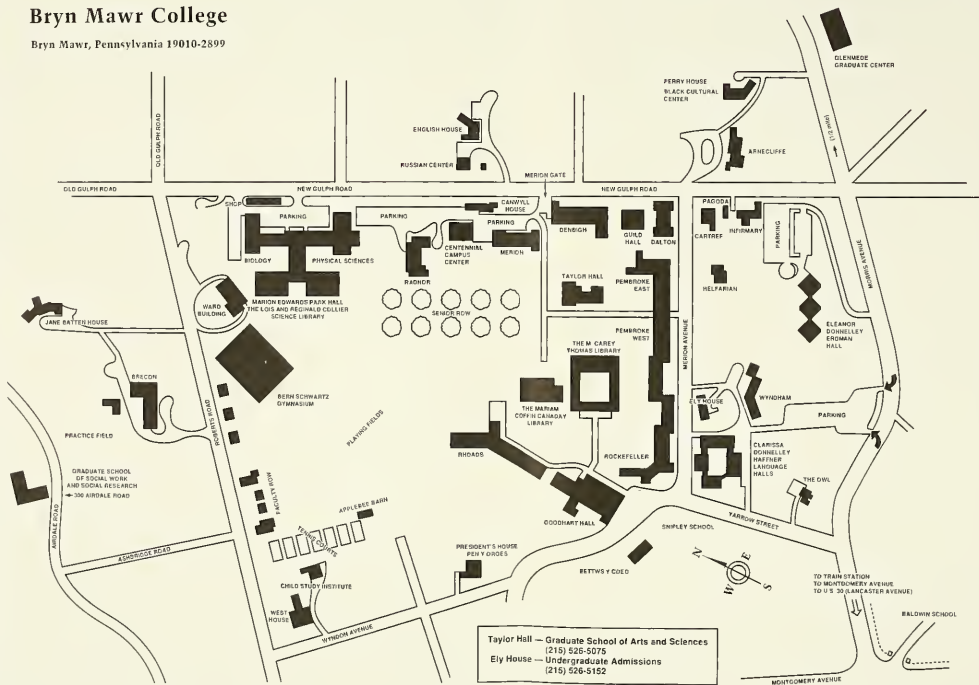 Bryn Mawr College
Bryn Mawr, Pennsylvania 19010-2899
GLENMEDE
GRADUATE CENTER
PERRY HOUSE
BLACK CULTURAL
CENTER
OLD GULPH ROAD
ENGLISH HOUSE
(1/2 mile)
ARNECLIFFE
RUSSIAN CENTER
MERION GATE
OLD GULPH ROAD
NEW GULPH ROAD
NEW GULPH ROAD
SHOP
CANWYLL
HOUSE
PAGODA
PARKING
PARKING
PARKING
DENBIGH
GUILD
HALL
DALTON
CARTREF
INFIRMARY
PARKING
BIOLOGY
PHYSICAL SCIENCES
CENTENNIAL
CAMPUS
CENTER
MERION
MORRIS AVENUE
RADNOR
TAYLOR HALL
PEMBROKE
EAST
HELFARIAN
MARION EDWARDS PARK HALL
THE LOIS AND REGINALD COLLIER
SCIENCE LIBRARY
WARD
BUILDING
SENIOR ROW
JANE BATTEN HOUSE
PEMBROKE
WEST
MERION AVENUE
ELEANOR
DONNELLEY
ERDMAN
HALL
THE M CAREY
THOMAS LIBRARY
BRECON
BERN SCHWARTZ
GYMNASIUM
ROBERTS ROAD
THE MARIAM
COFFIN CANADAY
LIBRARY
ELY HOUSE
WYNDHAM
PARKING
PLAYING FIELDS
PRACTICE FIELD
RHOADS
ROCKEFELLER
CLARISSA
DONNELLEY
HAFFNER
LANGUAGE
HALLS
GRADUATE SCHOOL
OF SOCIAL WORK
AND SOCIAL RESEARCH
300 AIRDALE ROAD
FACULTY ROW
THE OWL
AIRDALE ROAD
APPLEBEE BARN
GOODHART HALL
YARROW STREET
SHIPLEY SCHOOL
TENNIS COURTS
ASHBRIDGE ROAD
PRESIDENT'S HOUSE
PEN Y GROES
BETTWS Y COED
N
E
W
S
CHILD STUDY INSTITUTE
TO TRAIN STATION
TO MONTGOMERY AVENUE
TO U S 30 (LANCASTER AVENUE)
WEST
HOUSE
BALDWIN SCHOOL
WYNDON AVENUE
Taylor Hall — Graduate School of Arts and Sciences
(215) 526-5075
Ely House — Undergraduate Admissions
(215) 526-5152
MONTGOMERY AVENUE